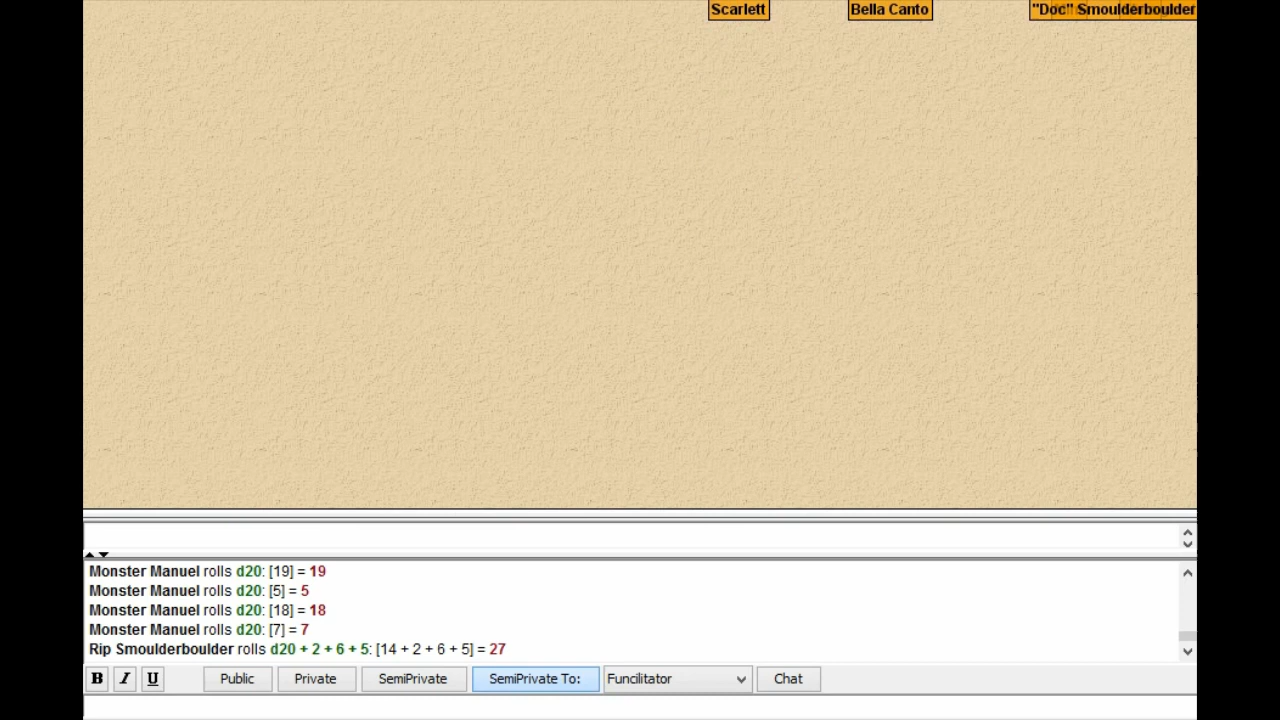 Scarlett Bella Canto "Doc" Smoulderboulder
Monster Manuel rolls d20: [19] = 19
Monster Manuel rolls d20: [5] = 5
Monster Manuel rolls d20: [18] = 18
Monster Manuel rolls d20: [7] = 7
Rip Smoulderboulder rolls d20 + 2 + 6 + 5: [14 + 2 + 6 + 5] = 27
B I U Public Private SemiPrivate SemiPrivate To: Funcilitator Chat